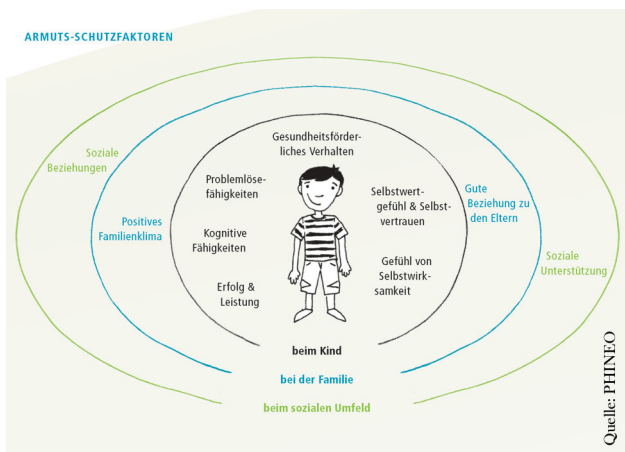 ARMUTS-SCHUTZFAKTOREN
Gesundheitsförder-
liches Verhalten
Soziale
Beziehungen
Problemlöse-
fähigkeiten
Selbstwert-
gefühl & Selbst-
vertrauen
Gute
Beziehung zu
den Eltern
Positives
Familienklima
Kognitive
Fähigkeiten
Soziale
Unterstützung
Gefühl von
Selbstwirk-
samkeit
Erfolg &
Leistung
beim Kind
bei der Familie
beim sozialen Umfeld
Quelle: PHINEO